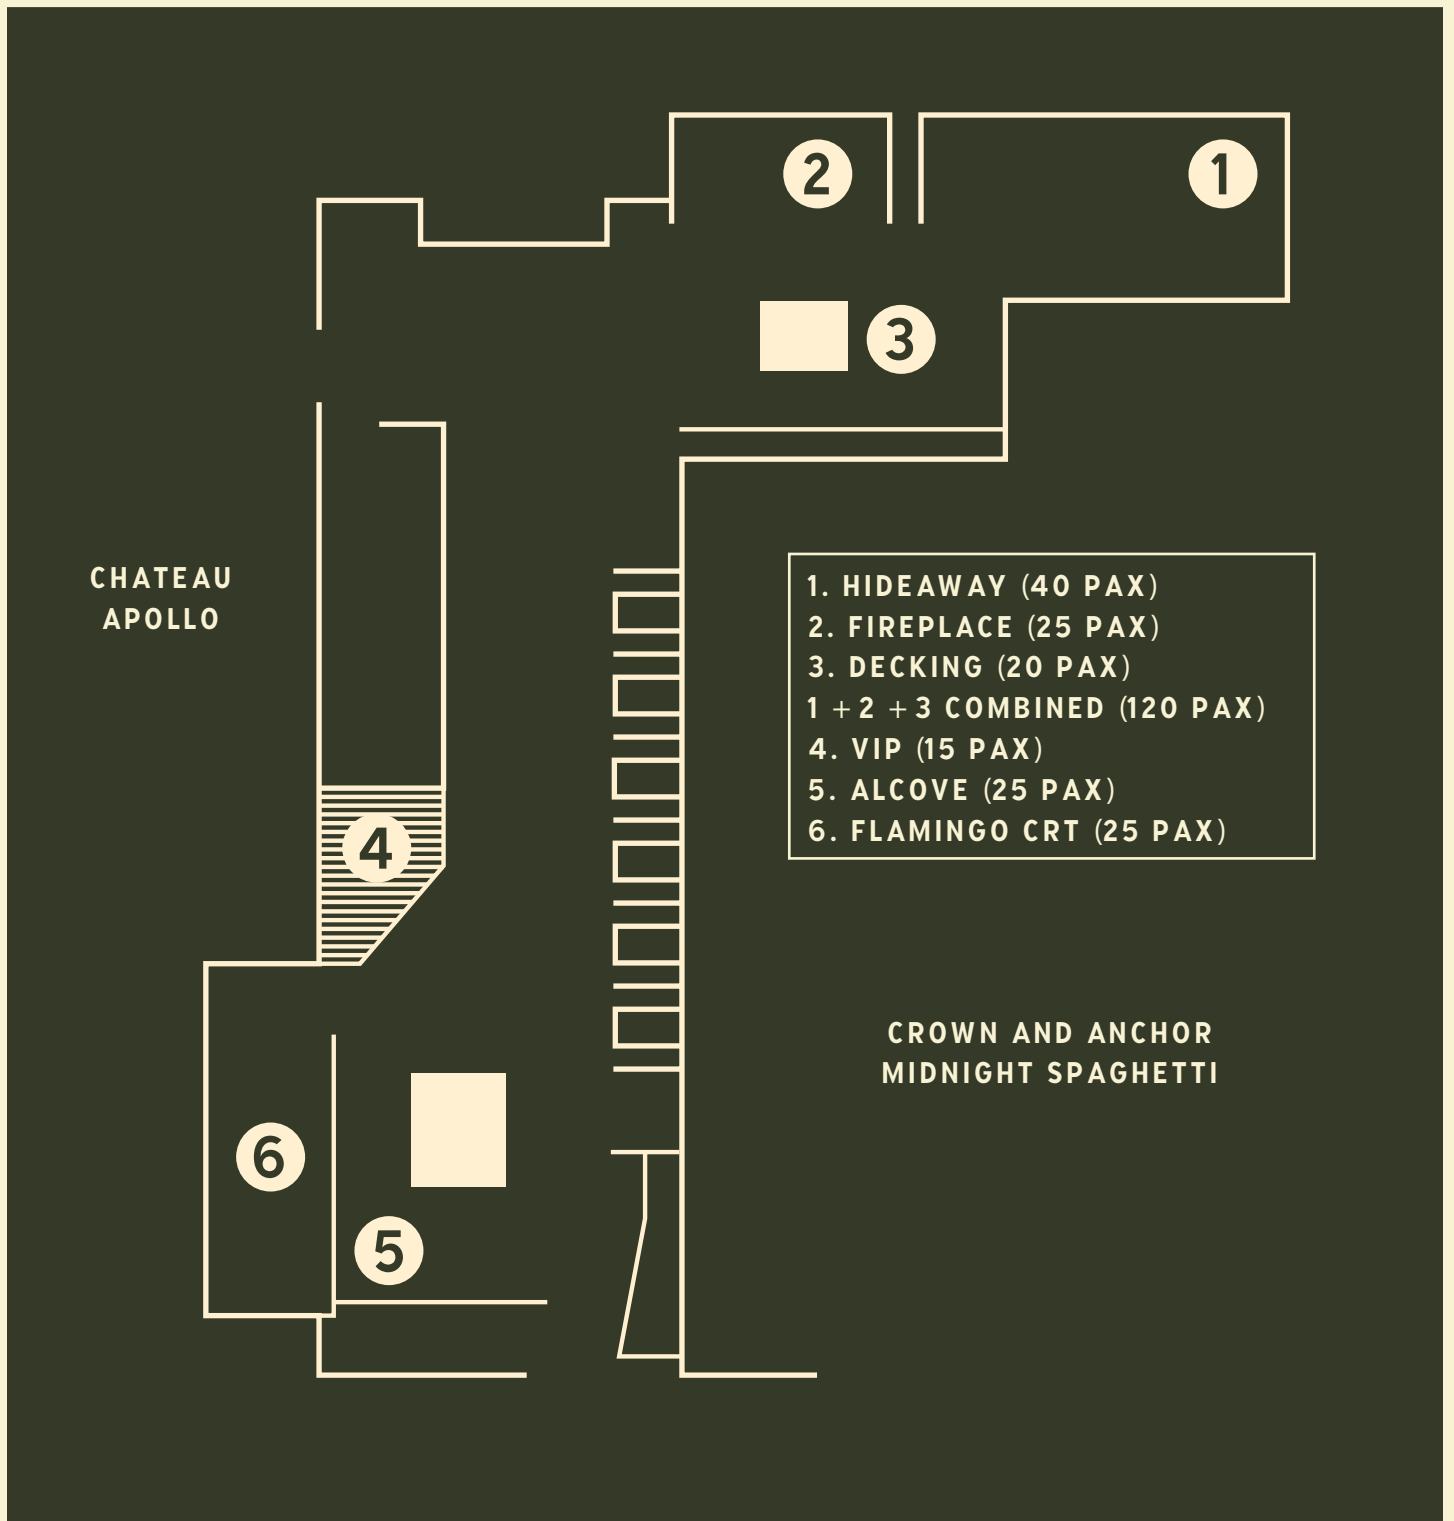 2
1
3
CHATEAU
APOLLO
1. HIDEAWAY (40 PAX)
2. FIREPLACE (25 PAX)
3. DECKING (20 PAX)
1 + 2 + 3 COMBINED (120 PAX)
4. VIP (15 PAX)
5. ALCOVE (25 PAX)
6. FLAMINGO CRT (25 PAX)
4
CROWN AND ANCHOR
MIDNIGHT SPAGHETTI
6
5